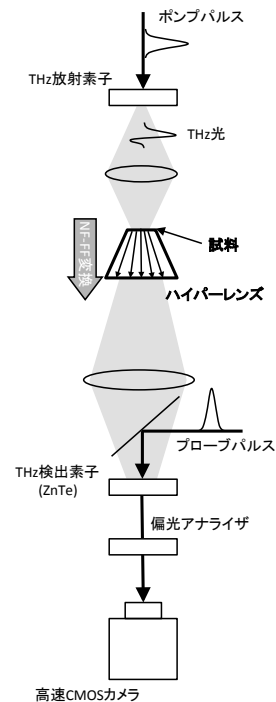 ポンプパルス
THz放射素子
THz光
試料
NF-FF変換
ハイパーレンズ
プローブパルス
THz検出素子
(ZnTe)
偏光アナライザ
高速CMOSカメラ